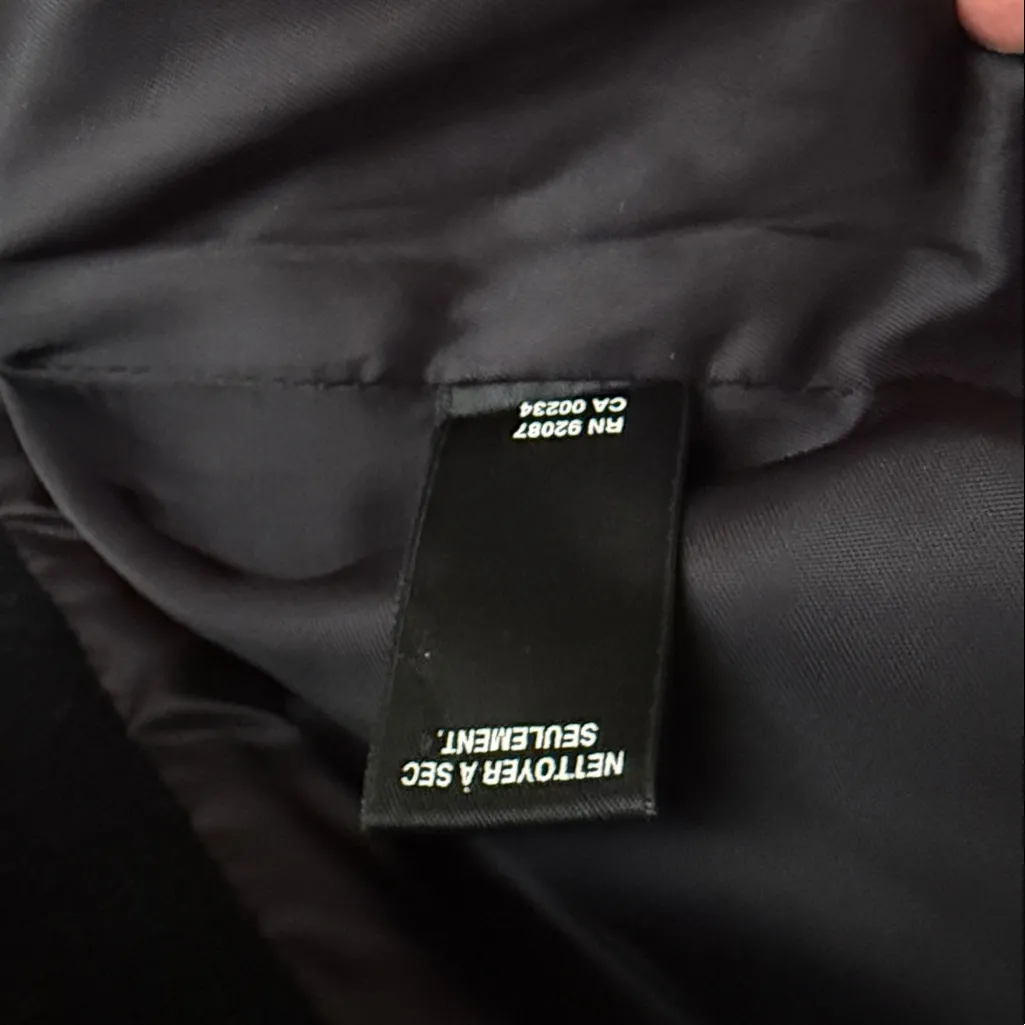 NETTOYER À SEC
SEULEMENT.
RN 92087
CA 00234